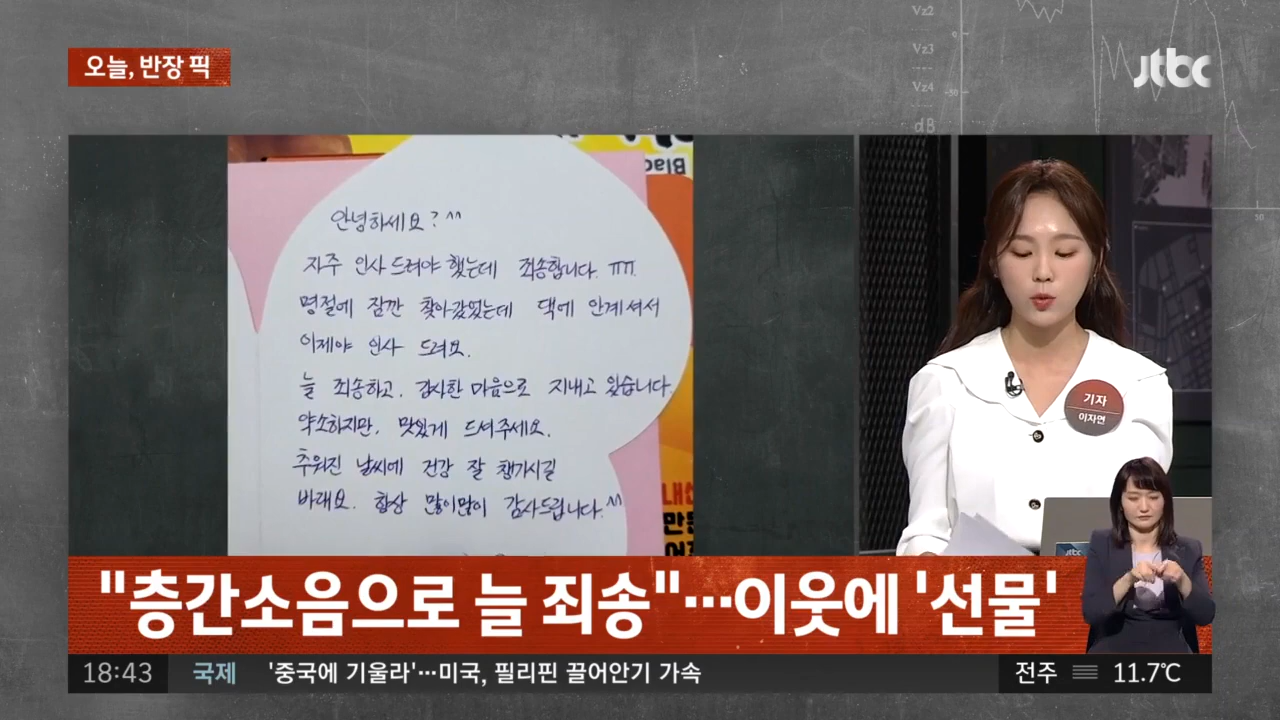 Vz2
오늘, 반장 픽
Vz3
jtbc
Vz4
dB
30
Blac
안녕하세요? ^^
자주 인사 드려야 했는데 죄송합니다. ㅠㅠ.
명절에 잠깐 찾아갔었는데 댁에 안계셔서
이제야 인사 드려요.
늘 죄송하고, 감사한 마음으로 지내고 있습니다.
약소하지만, 맛있게 드셔주세요.
추워진 날씨에 건강 잘 챙기시길
바래요. 항상 많이많이 감사드립니다.^^
기자
이자연
jtbc
"층간소음으로 늘 죄송"…이웃에 '선물'
18:43 국제 '중국에 기울라'…미국, 필리핀 끌어안기 가속 전주 11.7℃